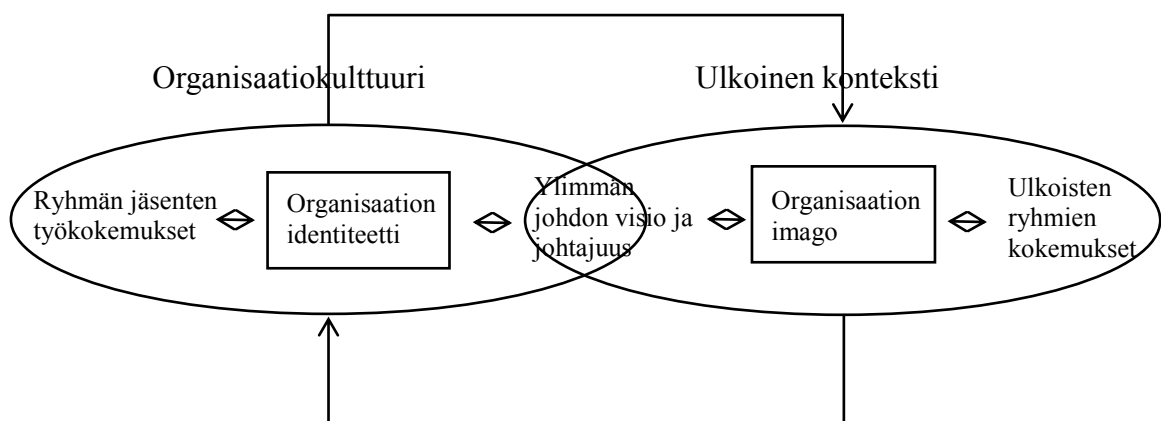 Organisaatiokulttuuri
Ulkoinen konteksti
Ryhmän jäsenten
työkokemukset
Organisaation
identiteetti
Ylimmän
johdon visio ja
johtajuus
Organisaation
imago
Ulkoisten
ryhmien
kokemukset